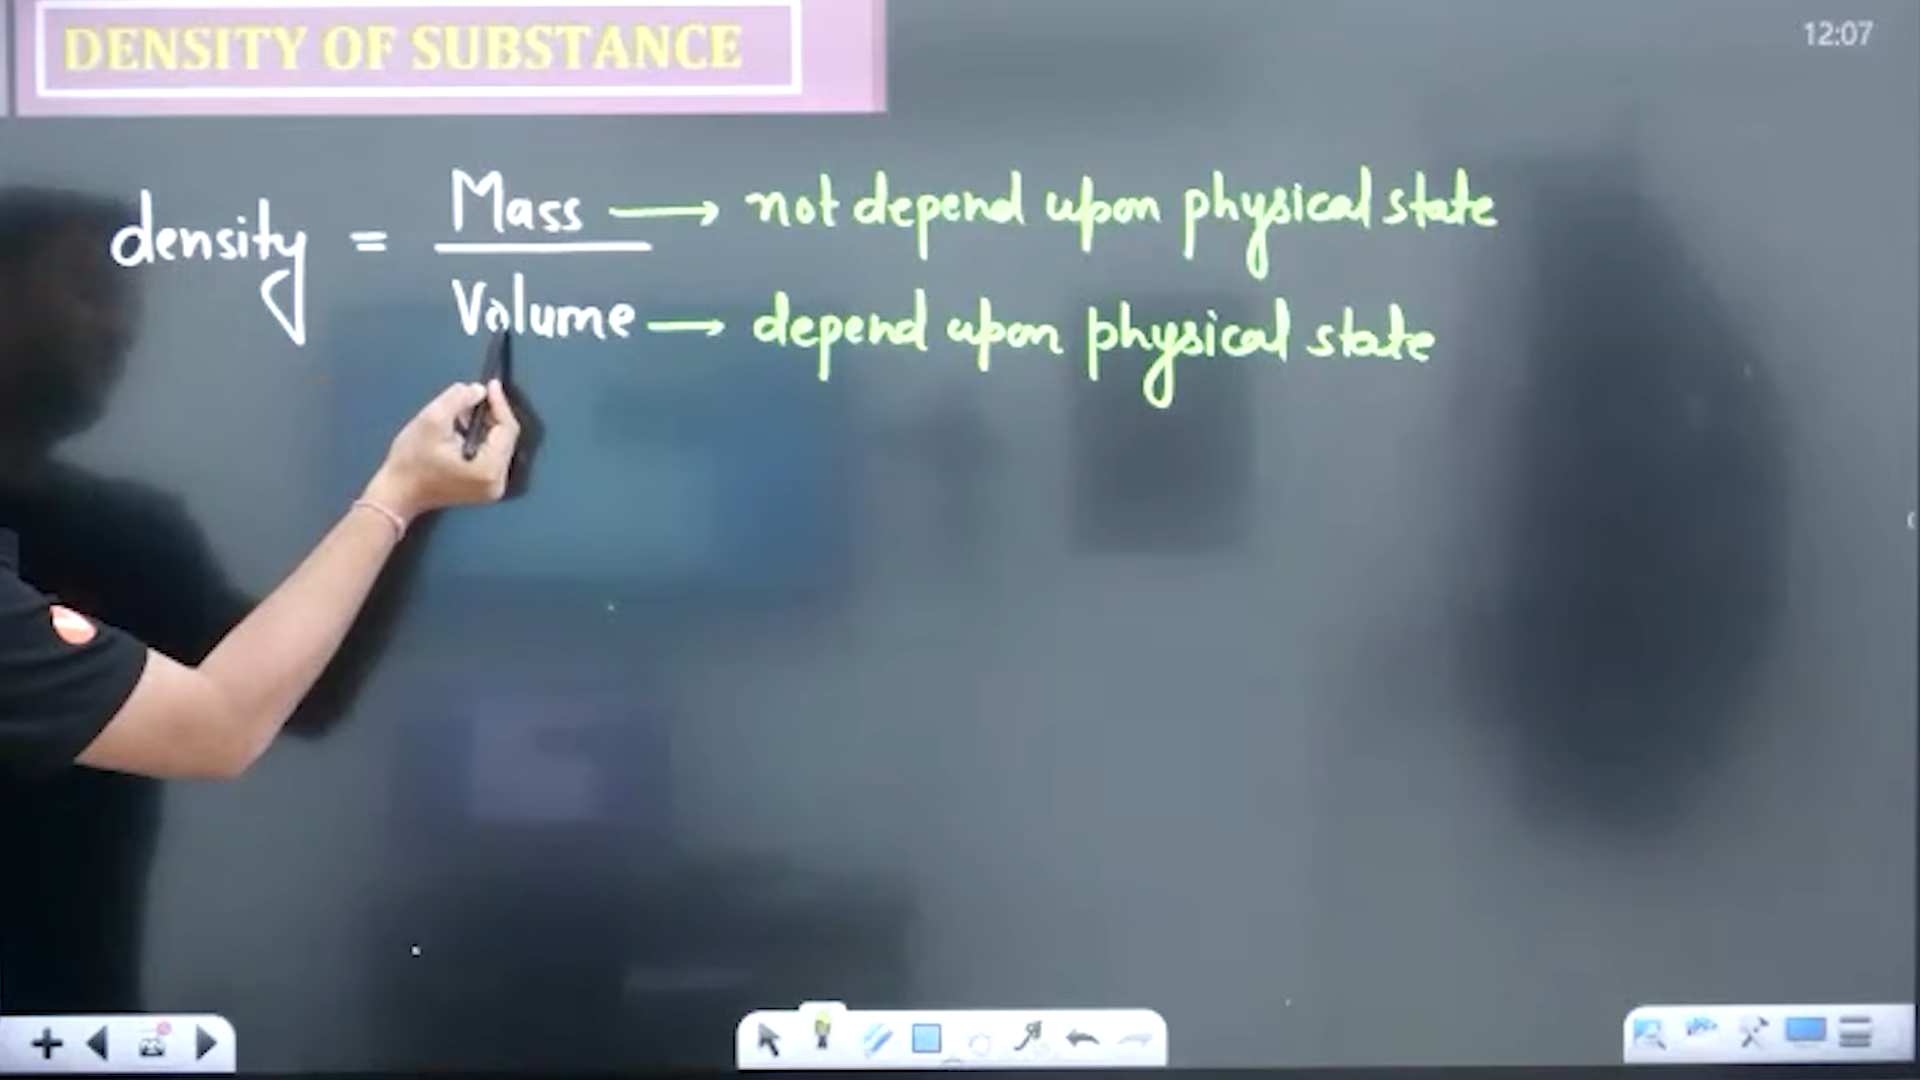 DENSITY OF SUBSTANCE
12:07
density = Mass → not depend upon physical state
Volume → depend upon physical state